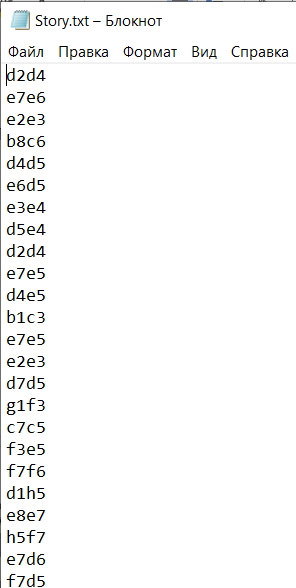 Story.txt – Блокнот
Файл Правка Формат Вид Справка
d2d4
e7e6
e2e3
b8c6
d4d5
e6d5
e3e4
d5e4
d2d4
e7e5
d4e5
b1c3
e7e5
e2e3
d7d5
g1f3
c7c5
f3e5
f7f6
d1h5
e8e7
h5f7
e7d6
f7d5